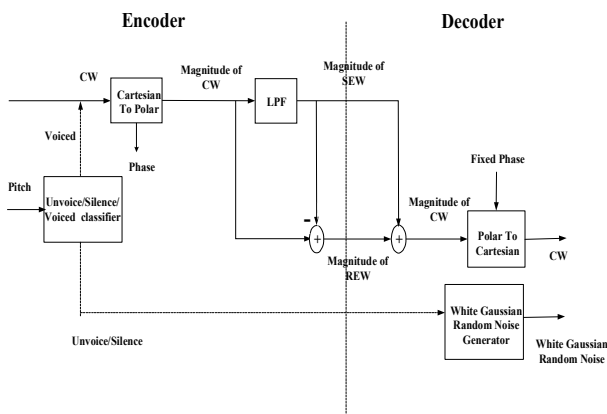 Encoder
Decoder
CW
Cartesian
To Polar
Magnitude of
CW
LPF
Magnitude of
SEW
Voiced
Phase
Pitch
Unvoice/Silence/
Voiced classifier
Fixed Phase
-
+
+
Magnitude of
CW
Polar To
Cartesian
CW
Magnitude of
REW
Unvoice/Silence
White Gaussian
Random Noise
Generator
White Gaussian
Random Noise